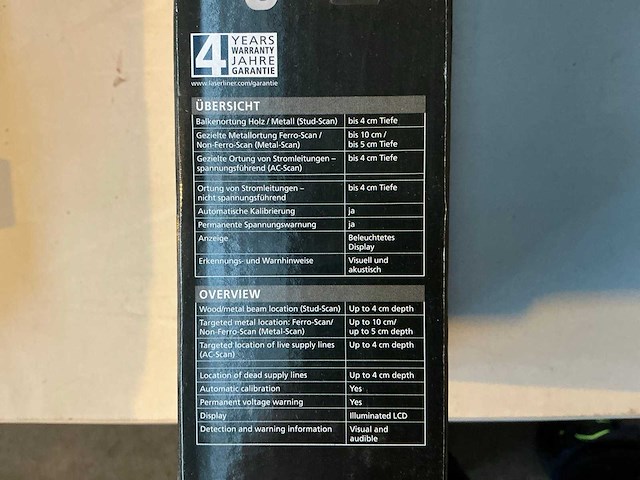 4 YEARS
WARRANTY
JAHRE
GARANTIE
www.laserliner.com/garantie
ÜBERSICHT
Balkenortung Holz / Metall (Stud-Scan) bis 4 cm Tiefe
Gezielte Metallortung Ferro-Scan / bis 10 cm /
Non-Ferro-Scan (Metal-Scan) bis 5 cm Tiefe
Gezielte Ortung von Stromleitungen – bis 4 cm Tiefe
spannungsführend (AC-Scan)
Ortung von Stromleitungen – bis 4 cm Tiefe
nicht spannungsführend
Automatische Kalibrierung ja
Permanente Spannungswarnung ja
Anzeige Beleuchtetes
Display
Erkennungs- und Warnhinweise Visuell und
akustisch
OVERVIEW
Wood/metal beam location (Stud-Scan) Up to 4 cm depth
Targeted metal location: Ferro-Scan/ Up to 10 cm/
Non-Ferro-Scan (Metal-Scan) up to 5 cm depth
Targeted location of live supply lines Up to 4 cm depth
(AC-Scan)
Location of dead supply lines Up to 4 cm depth
Automatic calibration Yes
Permanent voltage warning Yes
Display Illuminated LCD
Detection and warning information Visual and
audible